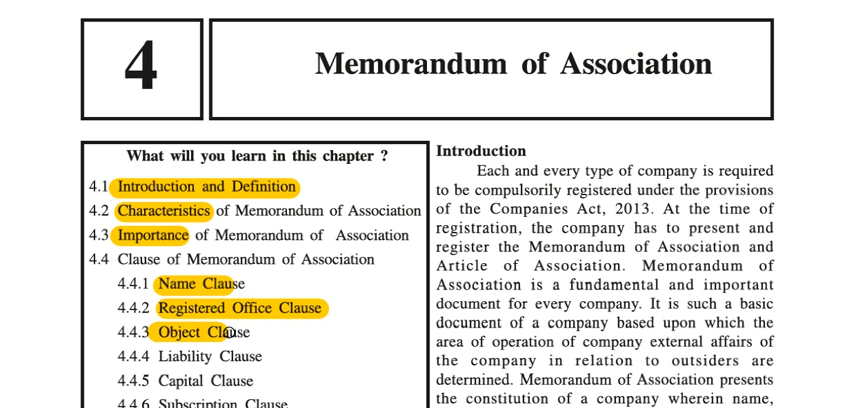 4
Memorandum of Association
What will you learn in this chapter ?
4.1 Introduction and Definition
4.2 Characteristics of Memorandum of Association
4.3 Importance of Memorandum of Association
4.4 Clause of Memorandum of Association
4.4.1 Name Clause
4.4.2 Registered Office Clause
4.4.3 Object Clause
4.4.4 Liability Clause
4.4.5 Capital Clause
4.4.6 Subscription Clause
Introduction
Each and every type of company is required
to be compulsorily registered under the provisions
of the Companies Act, 2013. At the time of
registration, the company has to present and
register the Memorandum of Association and
Article of Association. Memorandum of
Association is a fundamental and important
document for every company. It is such a basic
document of a company based upon which the
area of operation of company external affairs of
the company in relation to outsiders are
determined. Memorandum of Association presents
the constitution of a company wherein name,